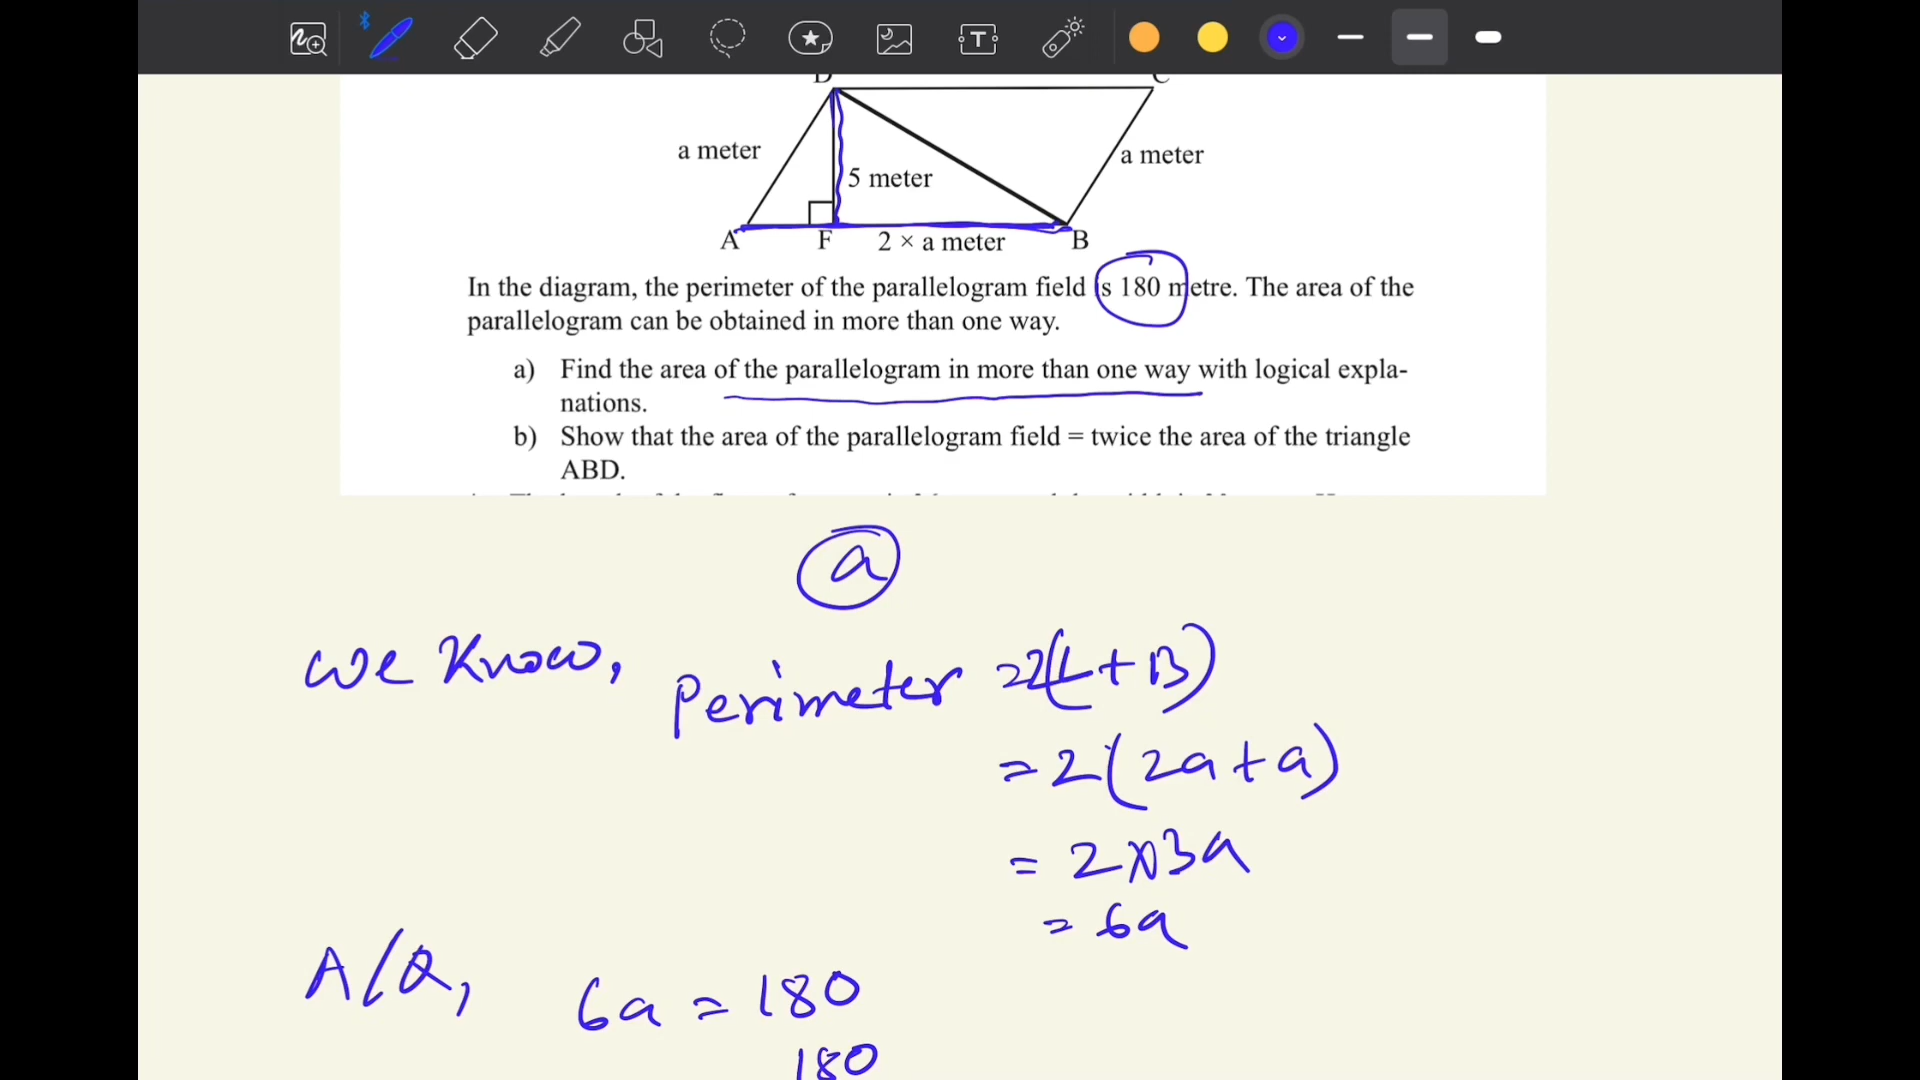 D C
a meter
a meter
5 meter
A F 2 × a meter B
In the diagram, the perimeter of the parallelogram field is 180 metre. The area of the
parallelogram can be obtained in more than one way.
a) Find the area of the parallelogram in more than one way with logical expla-
nations.
b) Show that the area of the parallelogram field = twice the area of the triangle
ABD.
a
We Know, Perimeter = 2(L+B)
= 2(2a+a)
= 2×3a
= 6a
A/Q, 6a = 180
180